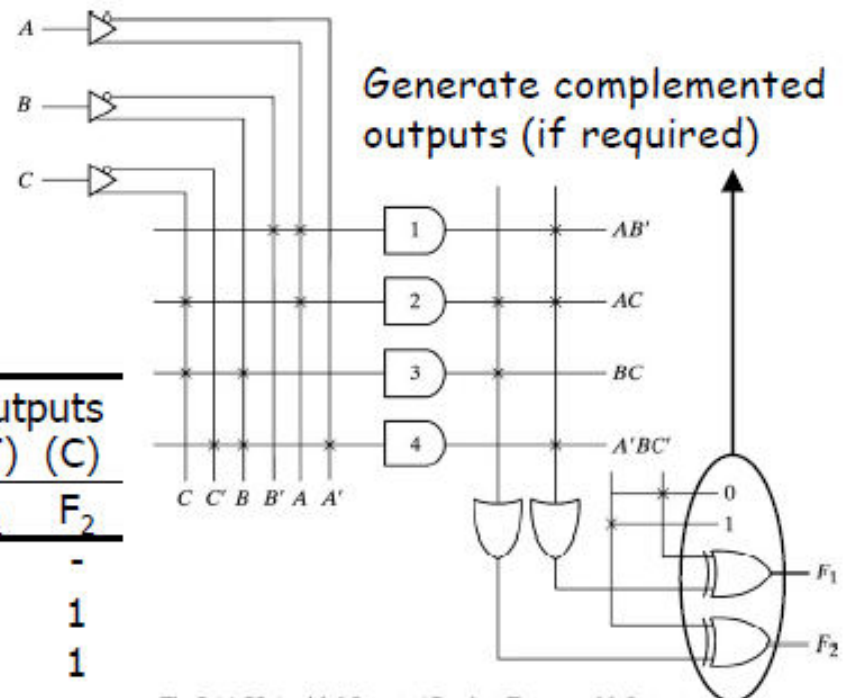 A
Generate complemented
outputs (if required)
B
C
1 AB'
2 AC
3 BC
4 A'BC'
C C' B B' A A'
0
1
F1
F2
(C)
F2
-
1
1